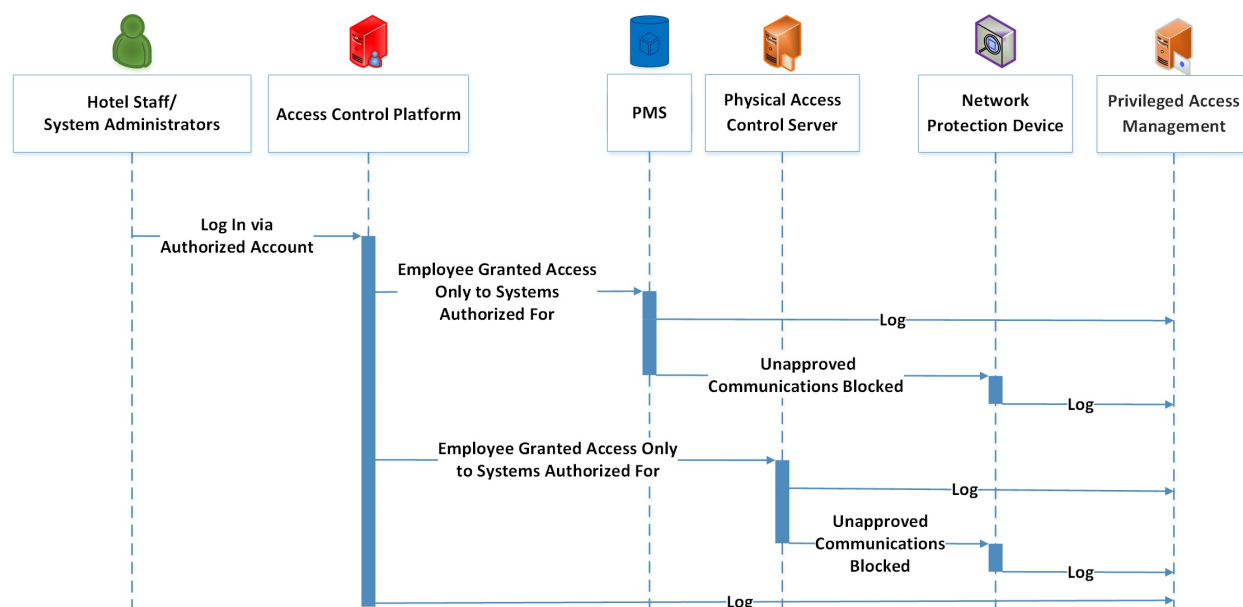 Hotel Staff/
System Administrators
Access Control Platform
PMS
Physical Access
Control Server
Network
Protection Device
Privileged Access
Management
Log In via
Authorized Account
Employee Granted Access
Only to Systems
Authorized For
Log
Unapproved
Communications Blocked
Log
Employee Granted Access Only
to Systems Authorized For
Log
Unapproved
Communications
Blocked
Log
Log